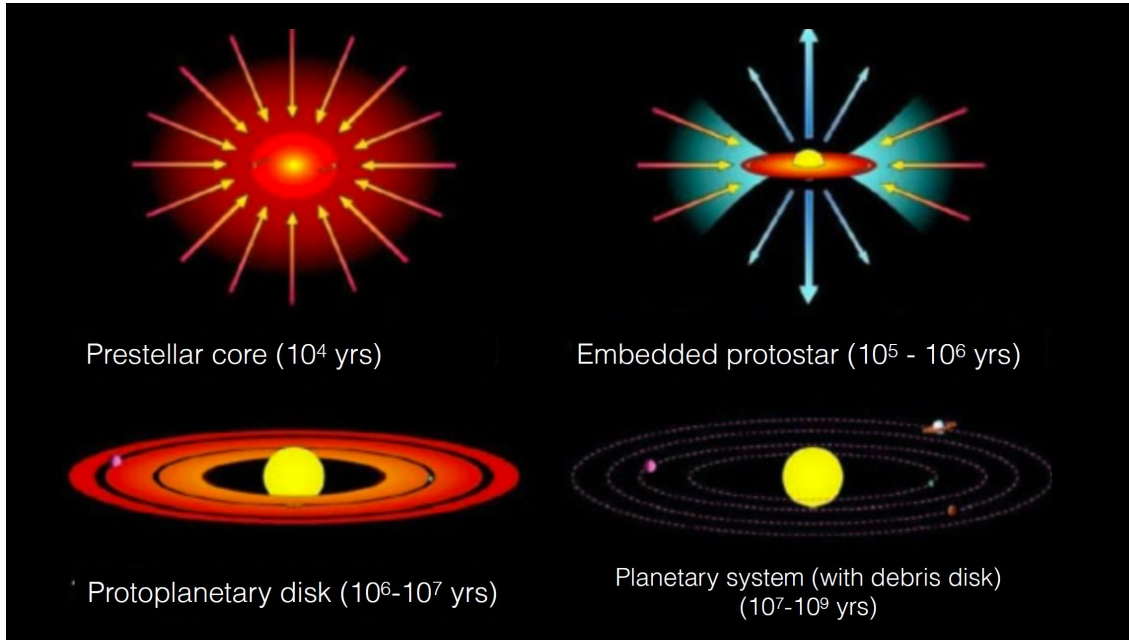 Prestellar core (10⁴ yrs)
Embedded protostar (10⁵ - 10⁶ yrs)
Protoplanetary disk (10⁶-10⁷ yrs)
Planetary system (with debris disk)
(10⁷-10⁹ yrs)